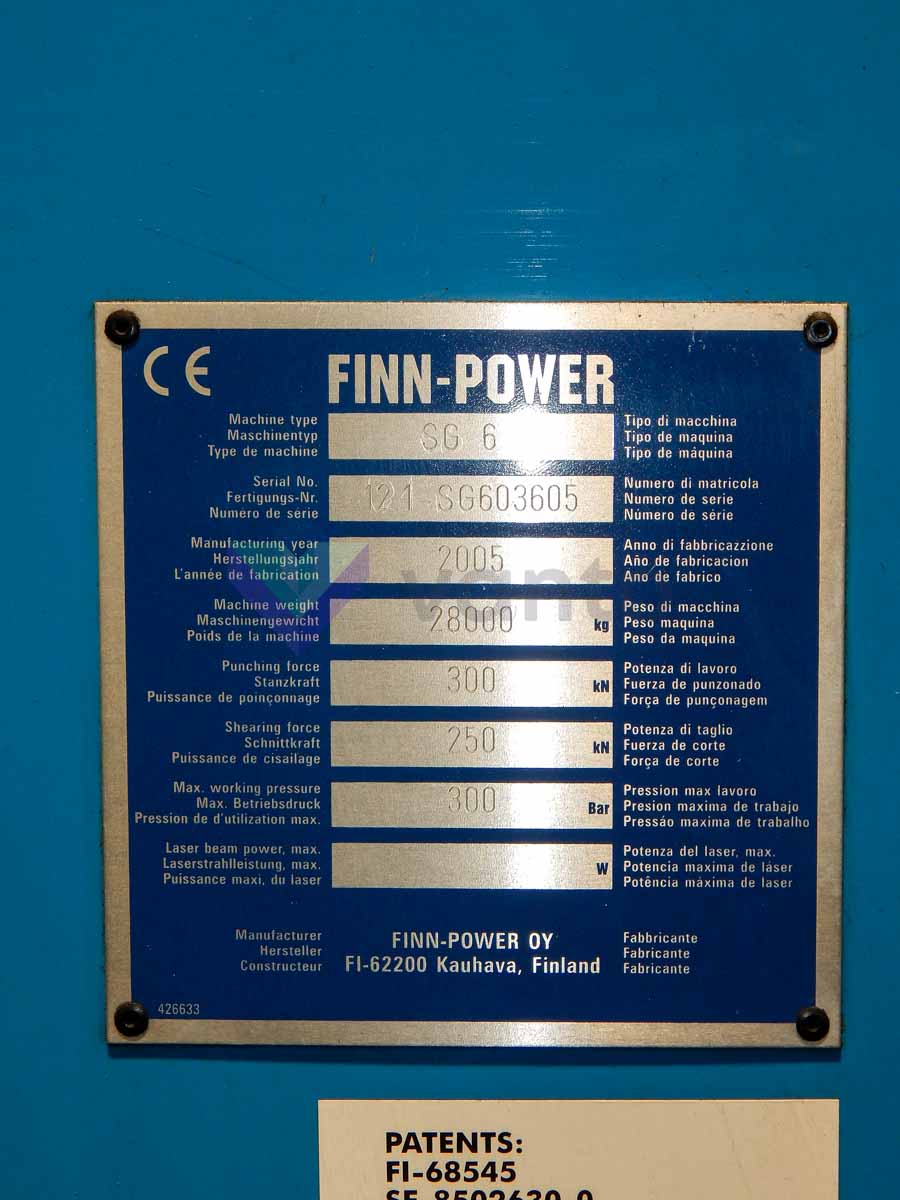 CE
FINN-POWER
Machine type
Maschinentyp
Type de machine
SG 6
Tipo di macchina
Tipo de maquina
Tipo de máquina
Serial No.
Fertigungs-Nr.
Numéro de série
121 SG603605
Numero di matricola
Número de serie
Número de série
Manufacturing year
Herstellungsjahr
L'année de fabrication
2005
Anno di fabbricazzione
Año de fabricacion
Ano de fabrico
Machine weight
Maschinengewicht
Poids de la machine
28000 kg
Peso di macchina
Peso maquina
Peso da maquina
Punching force
Stanzkraft
Puissance de poinçonnage
300 kN
Potenza di lavoro
Fuerza de punzonado
Força de punçonagem
Shearing force
Schnittkraft
Puissance de cisailage
250 kN
Potenza di taglio
Fuerza de corte
Força de corte
Max. working pressure
Max. Betriebsdruck
Pression de d'utilization max.
300 Bar
Pression max lavoro
Presion maxima de trabajo
Pressáo maxima de trabalho
Laser beam power, max.
Laserstrahlleistung, max.
Puissance maxi, du laser
W
Potenza del laser, max.
Potencia maxima de láser
Potência máxima de laser
Manufacturer
Hersteller
Constructeur
FINN-POWER OY
FI-62200 Kauhava, Finland
Fabbricante
Fabricante
Fabricante
426633
PATENTS:
FI-68545
SE 8502630-0